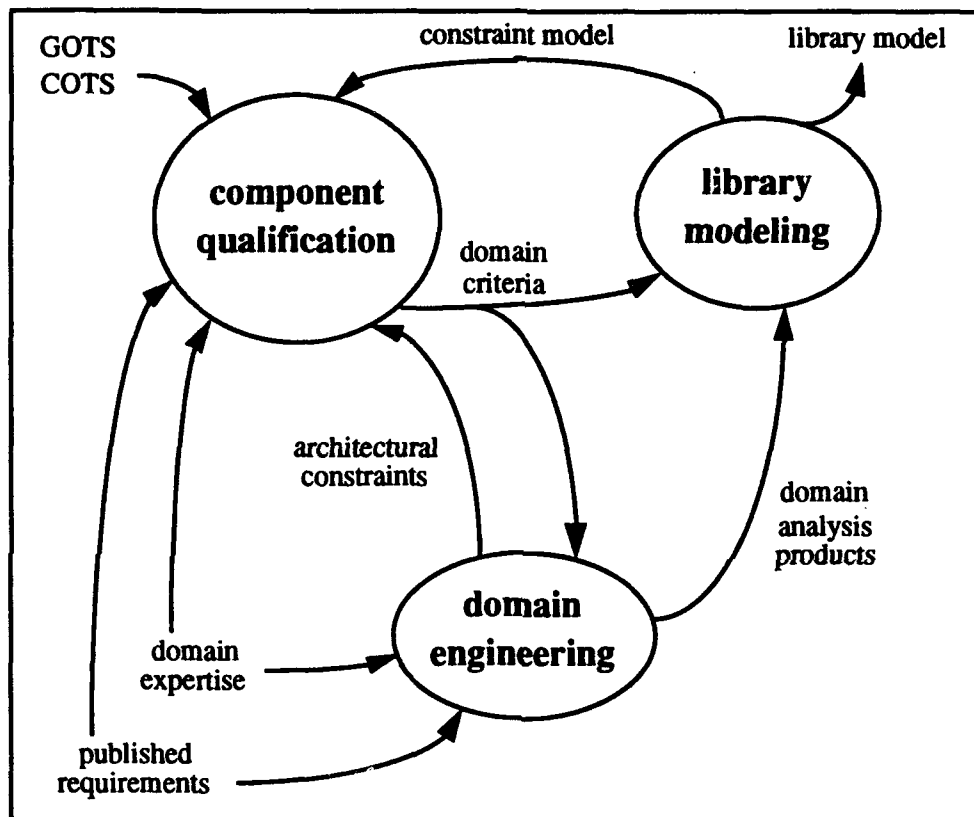 GOTS
COTS
constraint model
library model
component
qualification
library
modeling
domain
criteria
architectural
constraints
domain
analysis
products
domain
engineering
domain
expertise
published
requirements